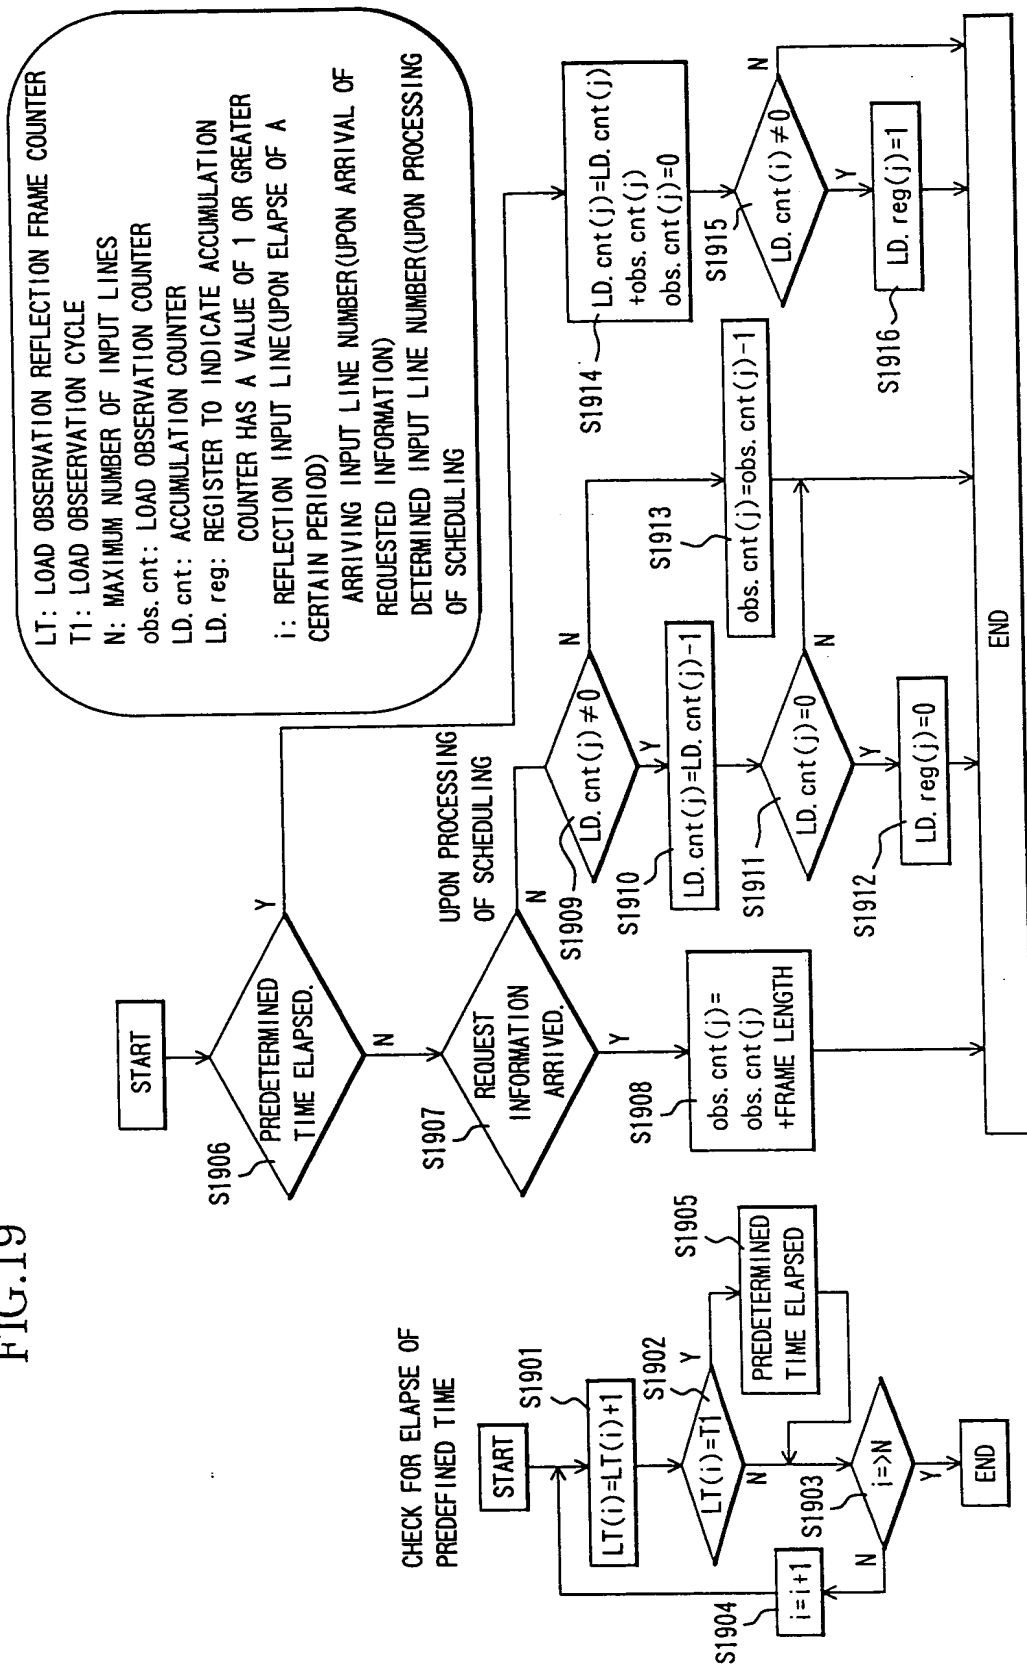 FIG.19
CHECK FOR ELAPSE OF
PREDEFINED TIME
START
S1901
LT(i)=LT(i)+1
S1902
LT(i)=T1
Y
N
S1905
PREDETERMINED
TIME ELAPSED
S1903
i=>N
N
Y
S1904
i=i+1
END
START
S1906
PREDETERMINED
TIME ELAPSED.
Y
N
S1907
REQUEST
INFORMATION
ARRIVED.
N
Y
UPON PROCESSING
OF SCHEDULING
S1908
obs. cnt(j)=
obs. cnt(j)
+FRAME LENGTH
S1909
LD. cnt(j)≠0
N
Y
S1910
LD. cnt(j)=LD. cnt(j)-1
S1911
LD. cnt(j)=0
N
Y
S1912
LD. reg(j)=0
S1913
obs. cnt(j)=obs. cnt(j)-1
S1914
LD. cnt(j)=LD. cnt(j)
+obs. cnt(j)
obs. cnt(j)=0
S1915
LD. cnt(i)≠0
N
Y
S1916
LD. reg(j)=1
END
LT: LOAD OBSERVATION REFLECTION FRAME COUNTER
T1: LOAD OBSEERVATION CYCLE
N: MAXIMUM NUMBER OF INPUT LINES
obs. cnt: LOAD OBSERVATION COUNTER
LD. cnt: ACCUMULATION COUNTER
LD. reg: REGISTER TO INDICATE ACCUMULATION
COUNTER HAS A VALUE OF 1 OR GREATER
i: REFLECTION INPUT LINE(UPON ELAPSE OF A
CERTAIN PERIOD)
ARRIVING INPUT LINE NUMBER(UPON ARRIVAL OF
REQUESTED INFORMATION)
DETERMINED INPUT LINE NUMBER(UPON PROCESSING
OF SCHEDULING